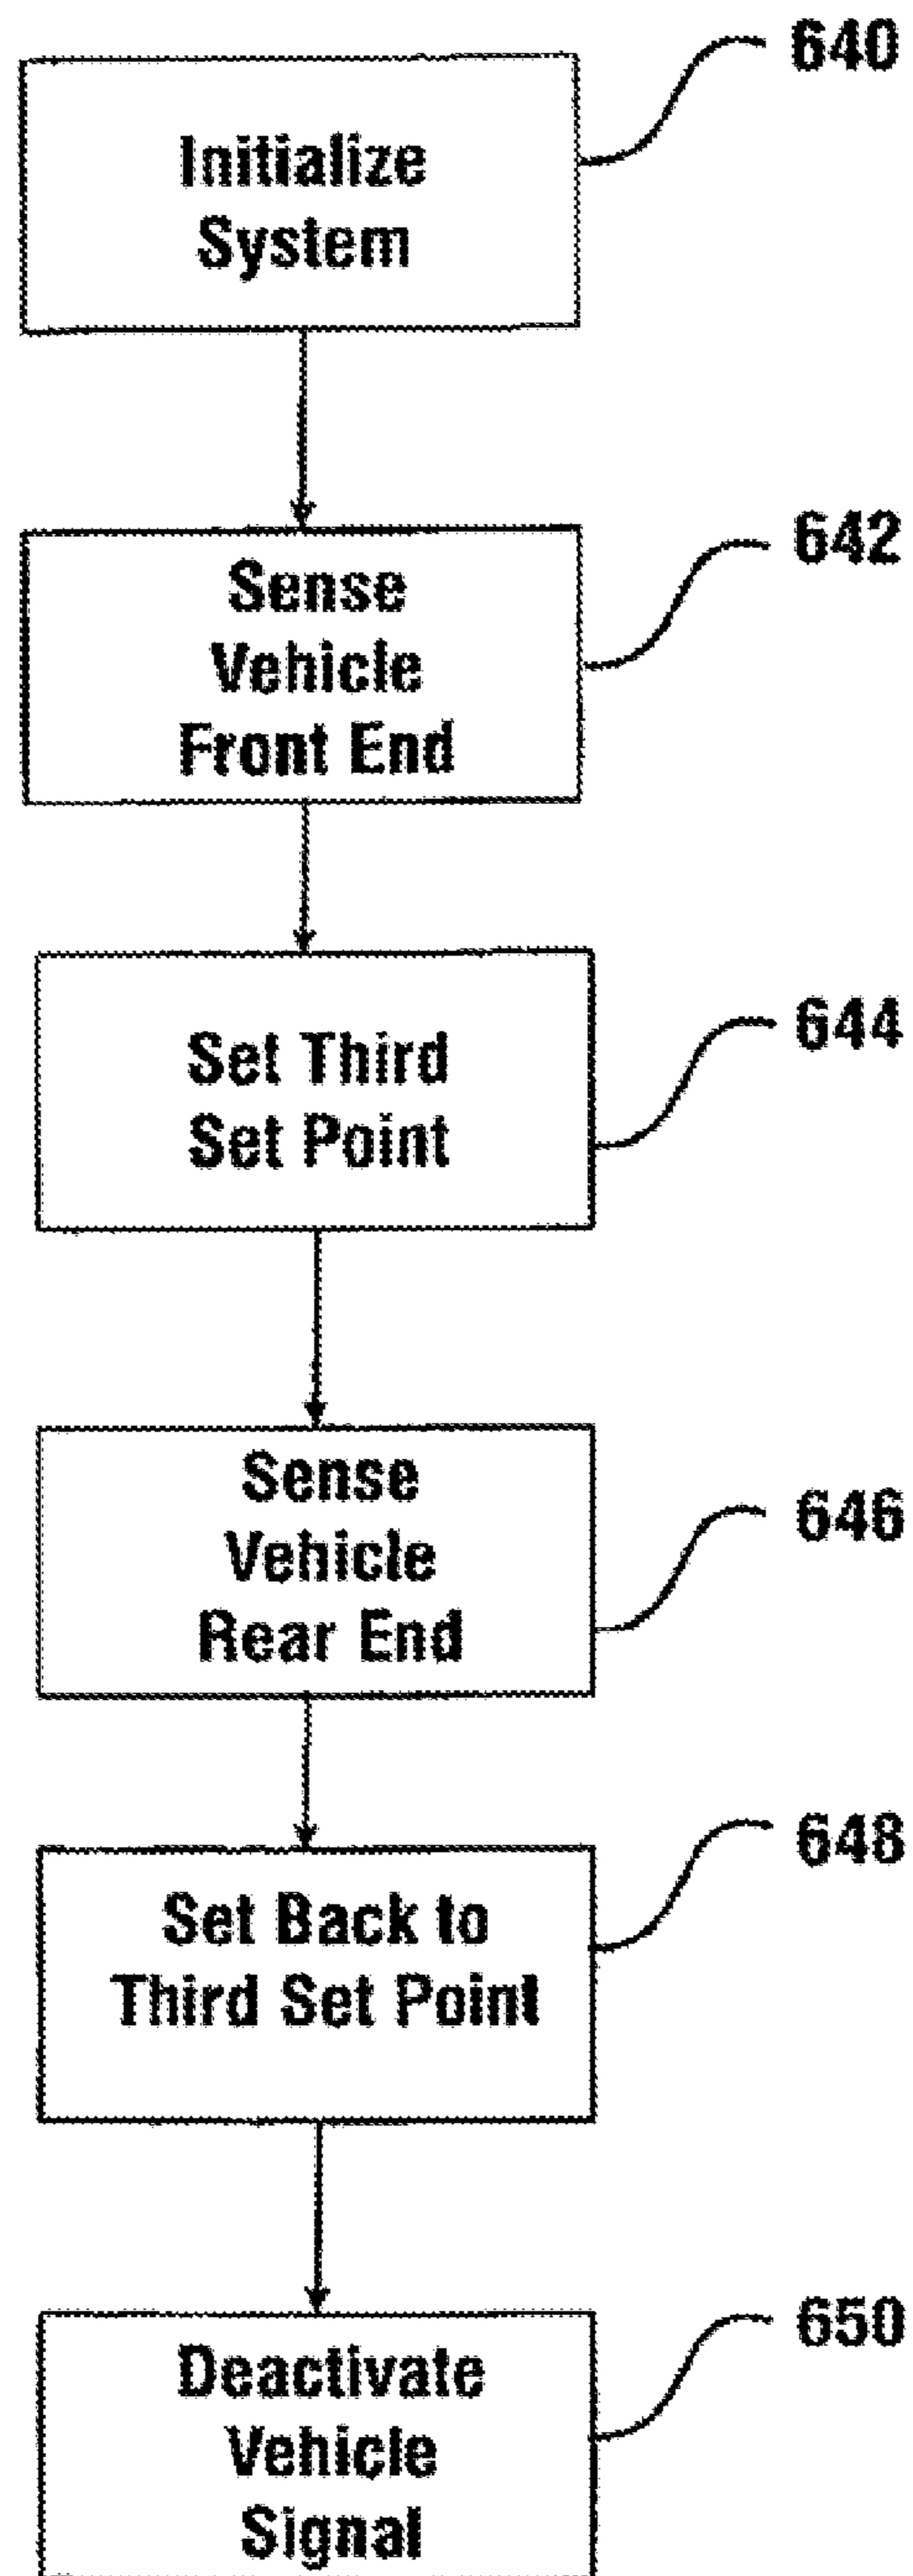 640
Initialize
System
642
Sense
Vehicle
Front End
644
Set Third
Set Point
646
Sense
Vehicle
Rear End
648
Set Back to
Third Set Point
650
Deactivate
Vehicle
Signal